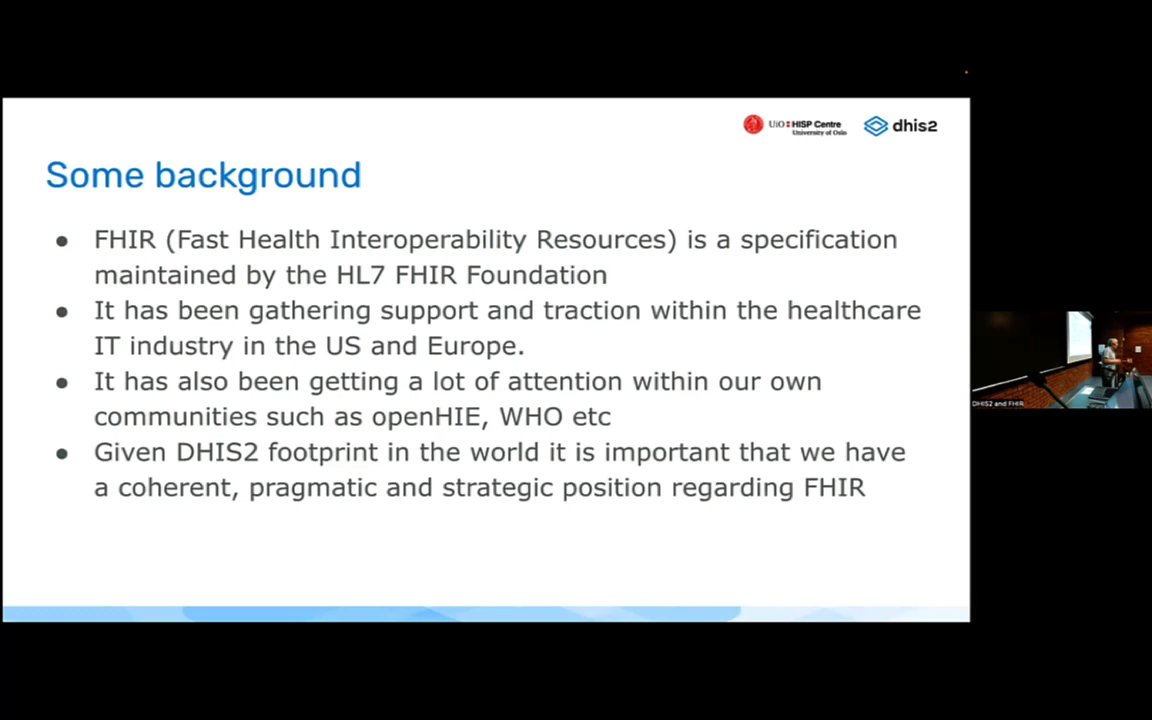 UiO HISP Centre
University of Oslo
dhis2
Some background
● FHIR (Fast Health Interoperability Resources) is a specification
maintained by the HL7 FHIR Foundation
● It has been gathering support and traction within the healthcare
IT industry in the US and Europe.
● It has also been getting a lot of attention within our own
communities such as openHIE, WHO etc
● Given DHIS2 footprint in the world it is important that we have
a coherent, pragmatic and strategic position regarding FHIR
DHIS2 and FHIR